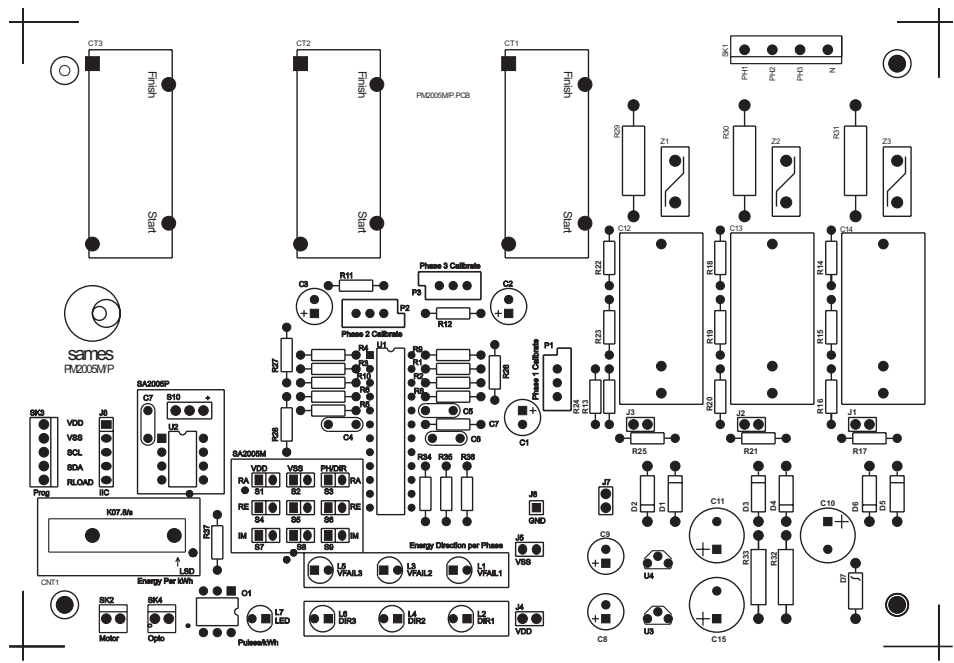 CT3
CT2
CT1
SK1
PH1
PH2
PH3
N
Finish
Finish
Finish
PM2005M/P.PCB
R29
R30
R31
Z1
Z2
Z3
Start
Start
Start
C12
C13
C14
R22
R18
R14
Phase 3 Calibrate
P3
R11
C3
C2
P2
R12
Phase 2 Calibrate
R23
R19
R15
sames
PM2005M/P
R27
R4
R3
R10
R6
R5
U1
R9
R1
R2
R8
R26
P1
Phase 1 Calibrate
R24
R13
R20
R16
SA2005P
C7
S10
+
U2
R28
C4
C5
C7
C6
C1
J3
J2
J1
R25
R21
R17
SK3
J8
VDD
VSS
SCL
SDA
RLOAD
Prog
IIC
SA2005M
VDD
VSS
PH/DIR
RA
RA
S1
S2
S3
RE
RE
S4
S5
S6
IM
IM
S7
S8
S9
R34
R35
R36
J6
GND
J7
D2
D1
C11
D3
D4
C10
D6
D5
K07.8/s
LSD
CNT1
Energy Per kWh
R37
Energy Direction per Phase
J5
VSS
L5
VFAIL3
L3
VFAIL2
L1
VFAIL1
C9
U4
R33
R32
D7
SK2
Motor
SK4
Opto
O1
L7
LED
Pulses/kWh
L6
DIR3
L4
DIR2
L2
DIR1
J4
VDD
C8
U3
C15